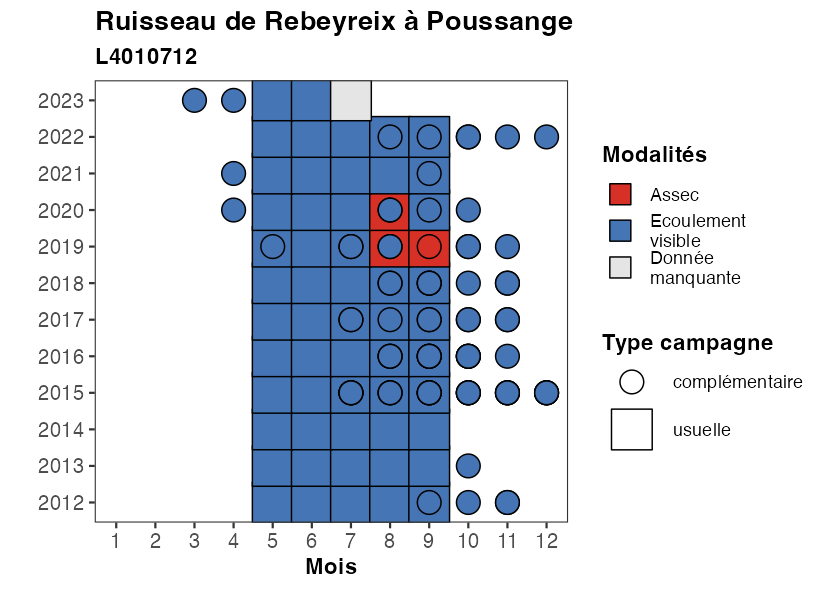 Ruisseau de Rebeyreix à Poussange
L4010712
2023
2022
2021
2020
2019
2018
2017
2016
2015
2014
2013
2012
1 2 3 4 5 6 7 8 9 10 11 12
Mois
Modalités
Assec
Ecoulement
visible
Donnée
manquante
Type campagne
complémentaire
usuelle